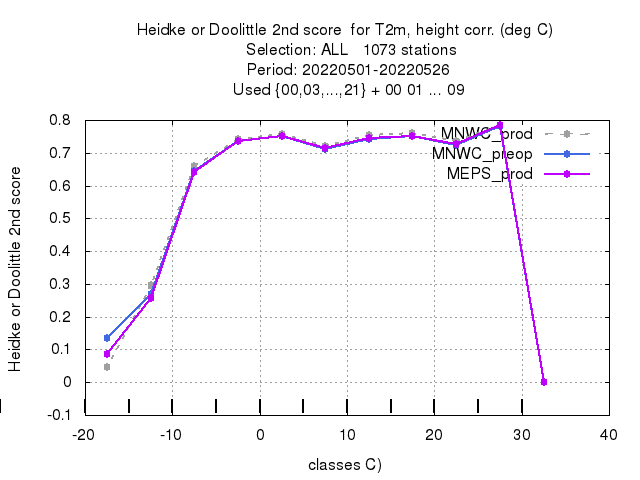 Heidke or Doolittle 2nd score  for T2m, height corr. (deg C)
Selection: ALL   1073 stations
Period: 20220501-20220526
Used {00,03,...,21} + 00 01 ... 09
MNWC_prod
MNWC_preop
MEPS_prod
Heidke or Doolittle 2nd score
0.8
0.7
0.6
0.5
0.4
0.3
0.2
0.1
0
-0.1
-20 -10 0 10 20 30 40
classes C)